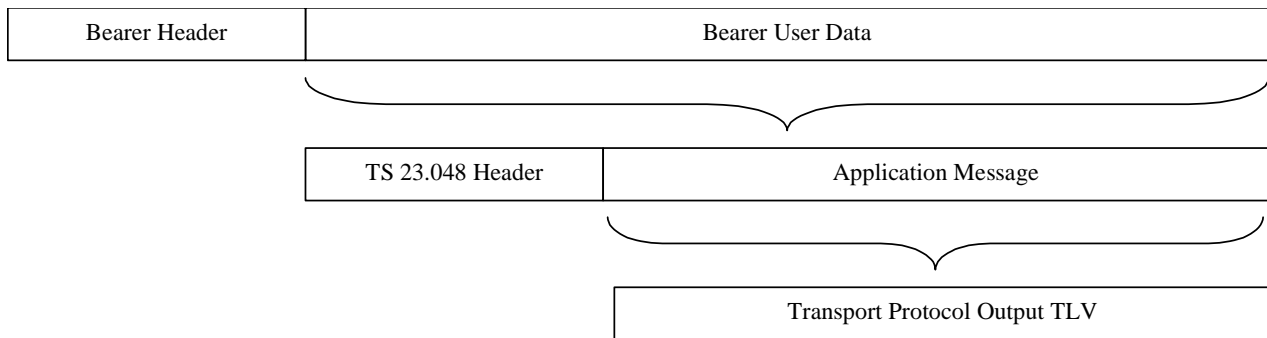 Bearer Header
Bearer User Data
TS 23.048 Header
Application Message
Transport Protocol Output TLV